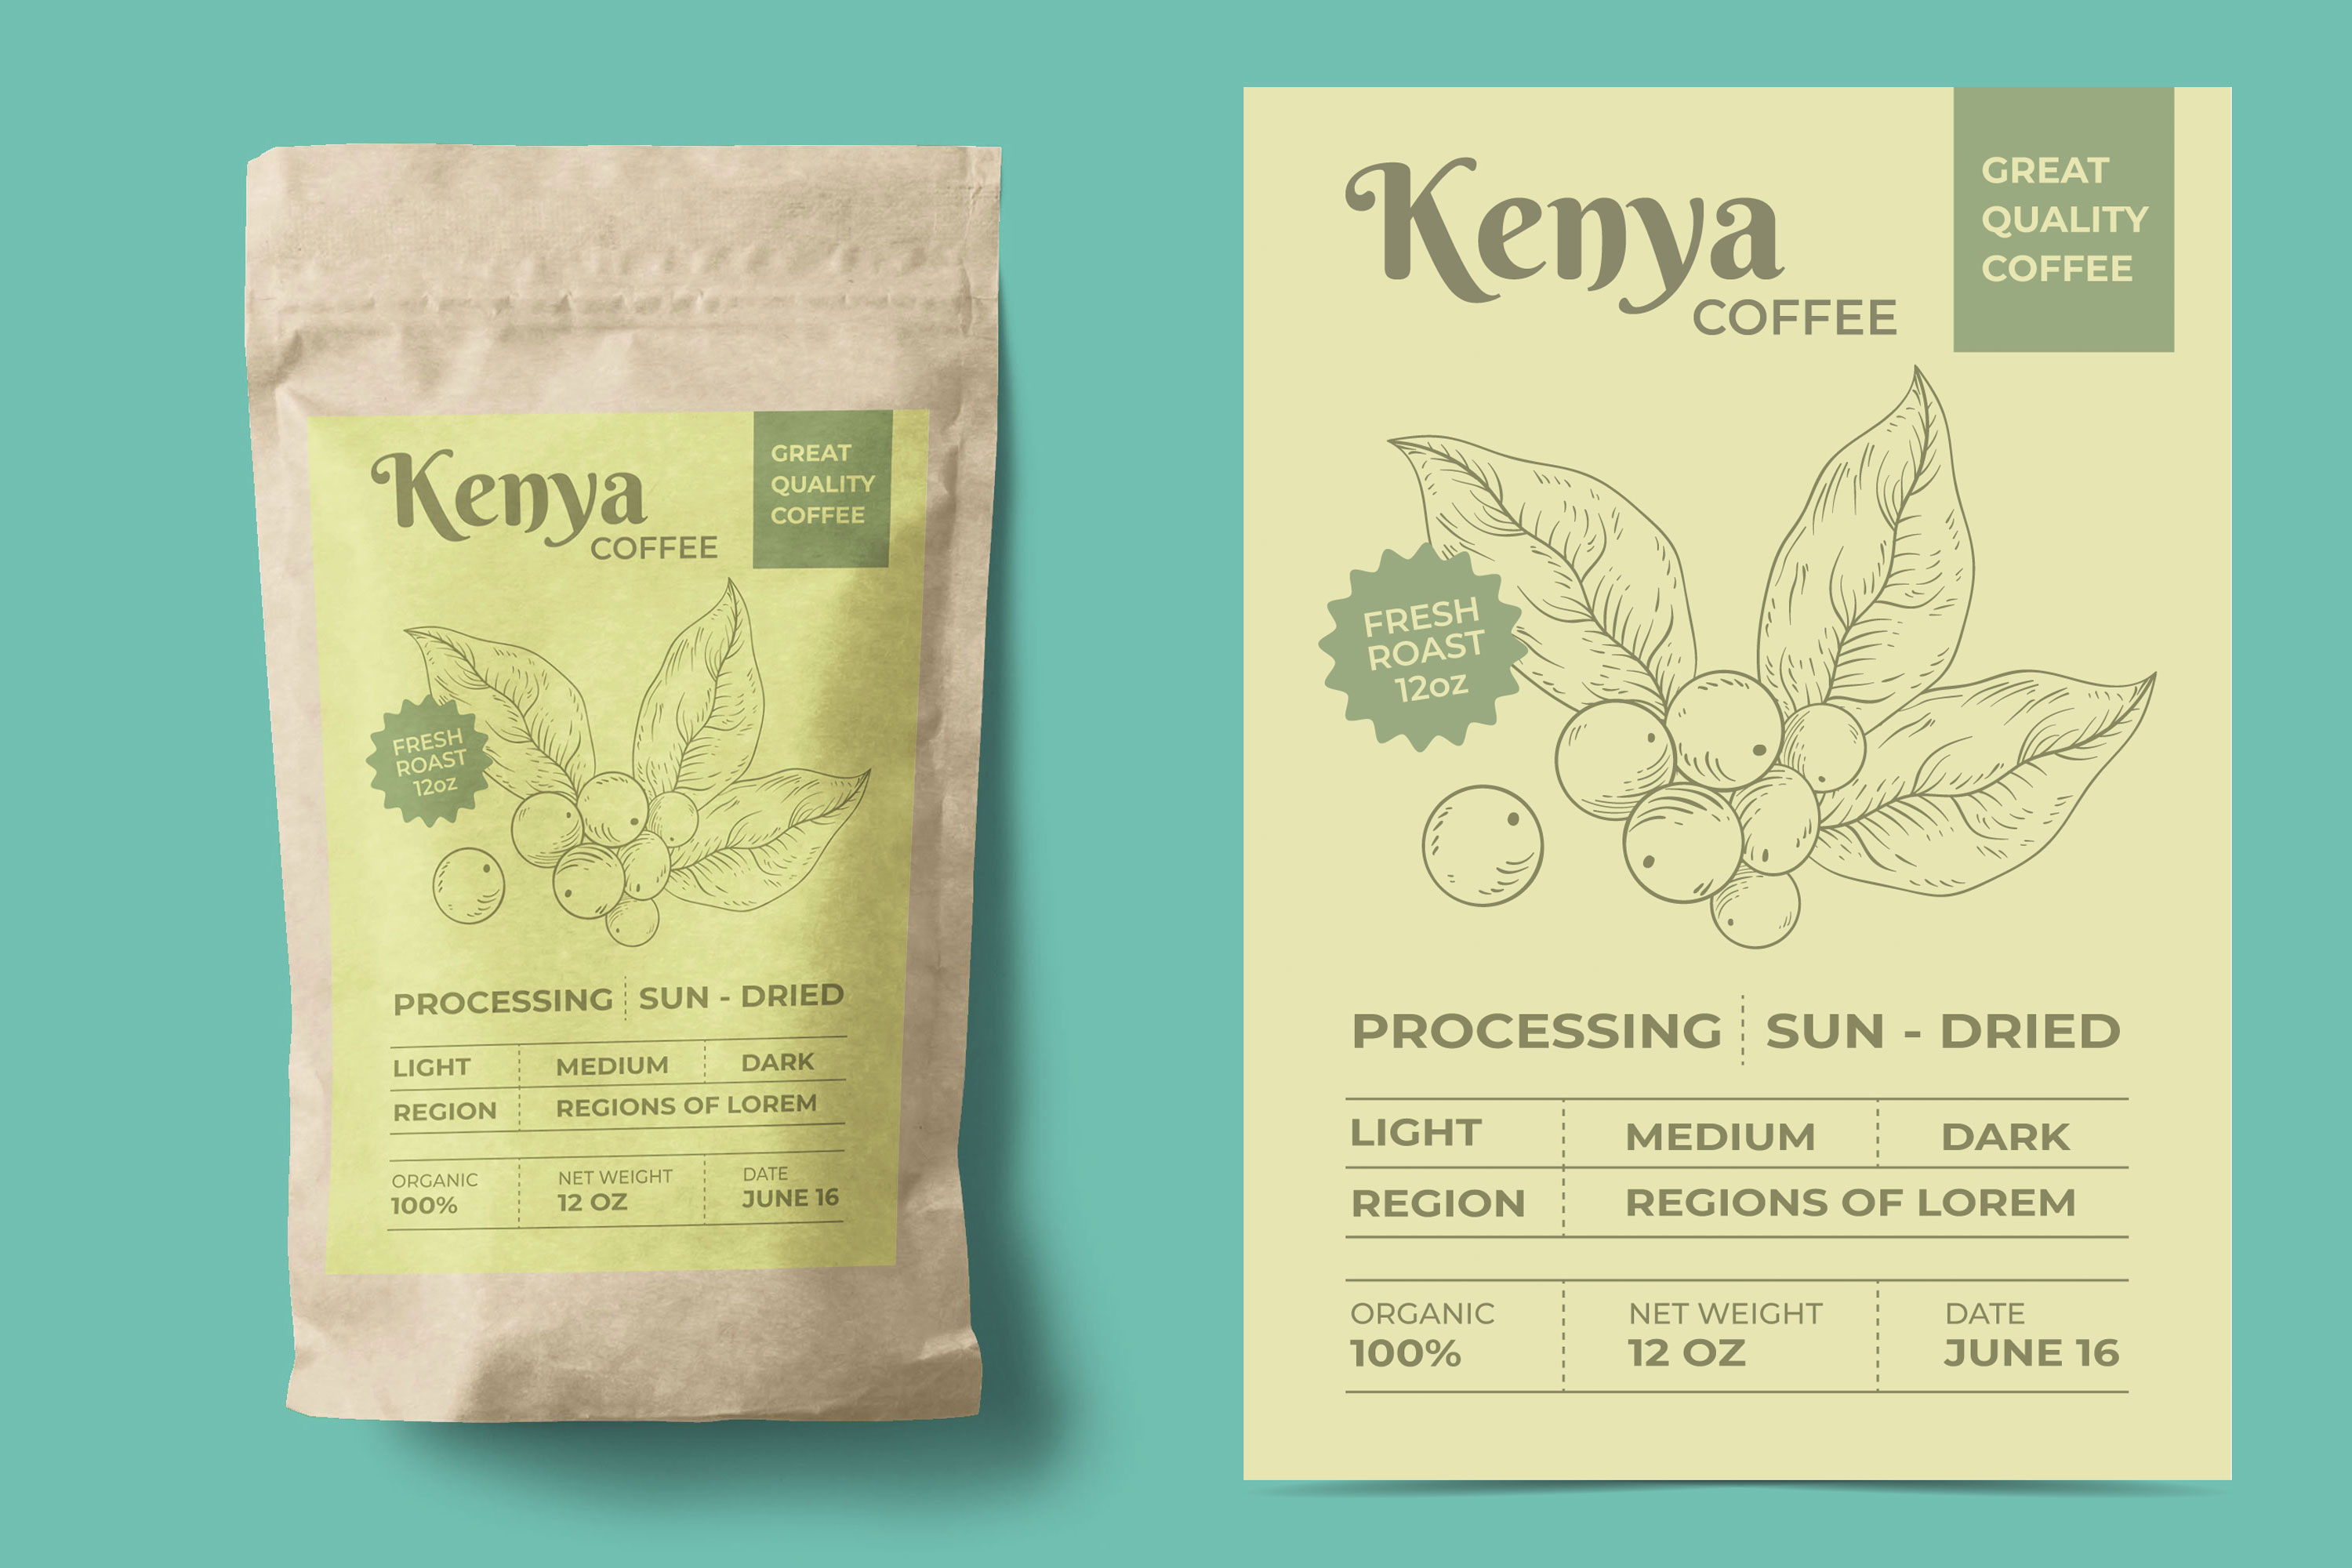 Kenya
COFFEE
GREAT
QUALITY
COFFEE
FRESH
ROAST
12oz
PROCESSING SUN - DRIED
LIGHT MEDIUM DARK
REGION REGIONS OF LOREM
ORGANIC NET WEIGHT DATE
100% 12 OZ JUNE 16
Kenya
COFFEE
GREAT
QUALITY
COFFEE
FRESH
ROAST
12oz
PROCESSING SUN - DRIED
LIGHT MEDIUM DARK
REGION REGIONS OF LOREM
ORGANIC NET WEIGHT DATE
100% 12 OZ JUNE 16